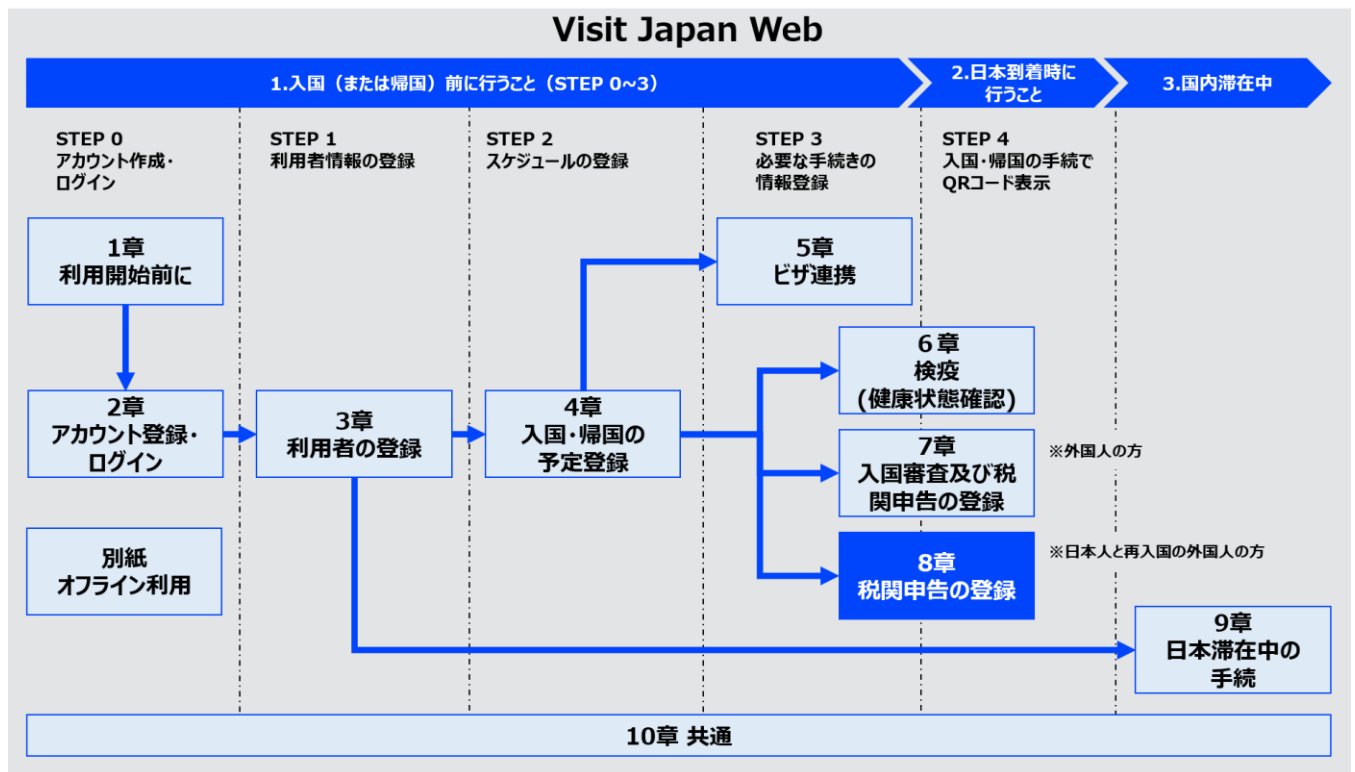 Visit Japan Web
1.入国（または帰国）前に行うこと（STEP 0~3）
2.日本到着時に
行うこと
3.国内滞在中
STEP 0
アカウント作成・
ログイン
STEP 1
利用者情報の登録
STEP 2
スケジュールの登録
STEP 3
必要な手続きの
情報登録
STEP 4
入国・帰国の手続で
QRコード表示
1章
利用開始前に
5章
ビザ連携
6章
検疫
(健康状態確認)
2章
アカウント登録・
ログイン
3章
利用者の登録
4章
入国・帰国の
予定登録
7章
入国審査及び税
関申告の登録
※外国人の方
別紙
オフライン利用
8章
税関申告の登録
※日本人と再入国の外国人の方
9章
日本滞在中の
手続
10章 共通